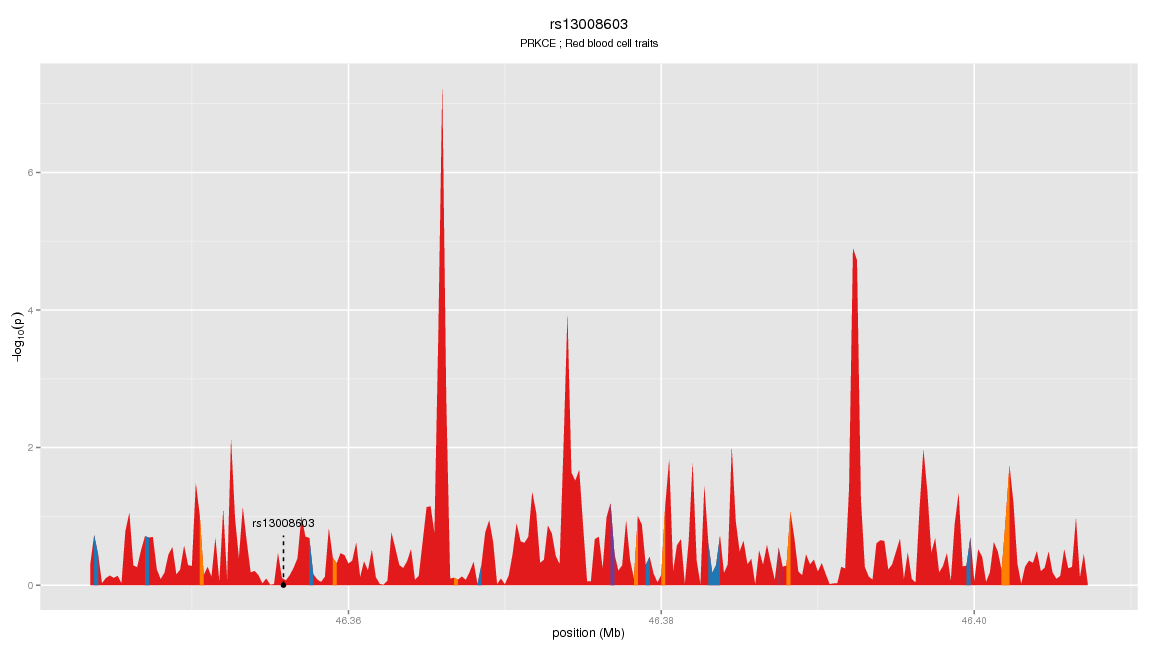 rs13008603
PRKCE ; Red blood cell traits
6
4
2
0
−log10(p)
rs13008603
46.36
46.38
46.40
position (Mb)